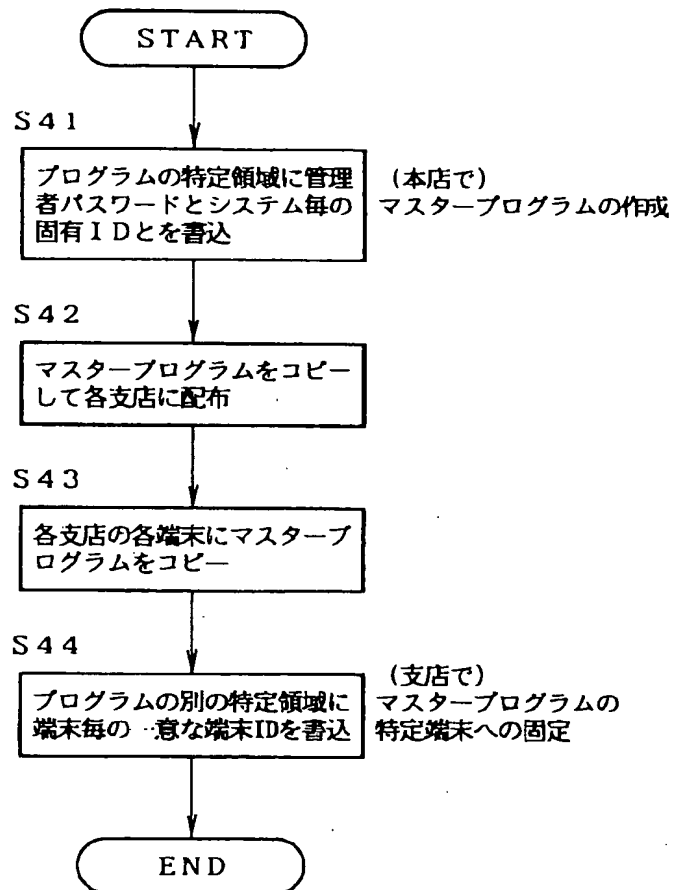 START
S41
プログラムの特定領域に管理
者パスワードとシステム毎の
固有IDとを書込
(本店で)
マスタープログラムの作成
S42
マスタープログラムをコピー
して各支店に配布
S43
各支店の各端末にマスタープ
ログラムをコピー
S44
プログラムの別の特定領域に
端末毎の一意な端末IDを書込
(支店で)
マスタープログラムの
特定端末への固定
END